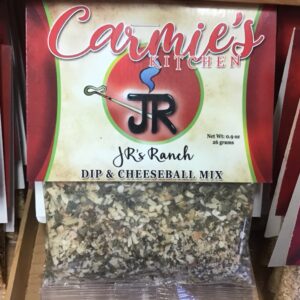 Carmie's
KITCHEN
JR
Net Wt: 0.9 oz
26 grams
JR's Ranch
DIP & CHEESEBALL MIX